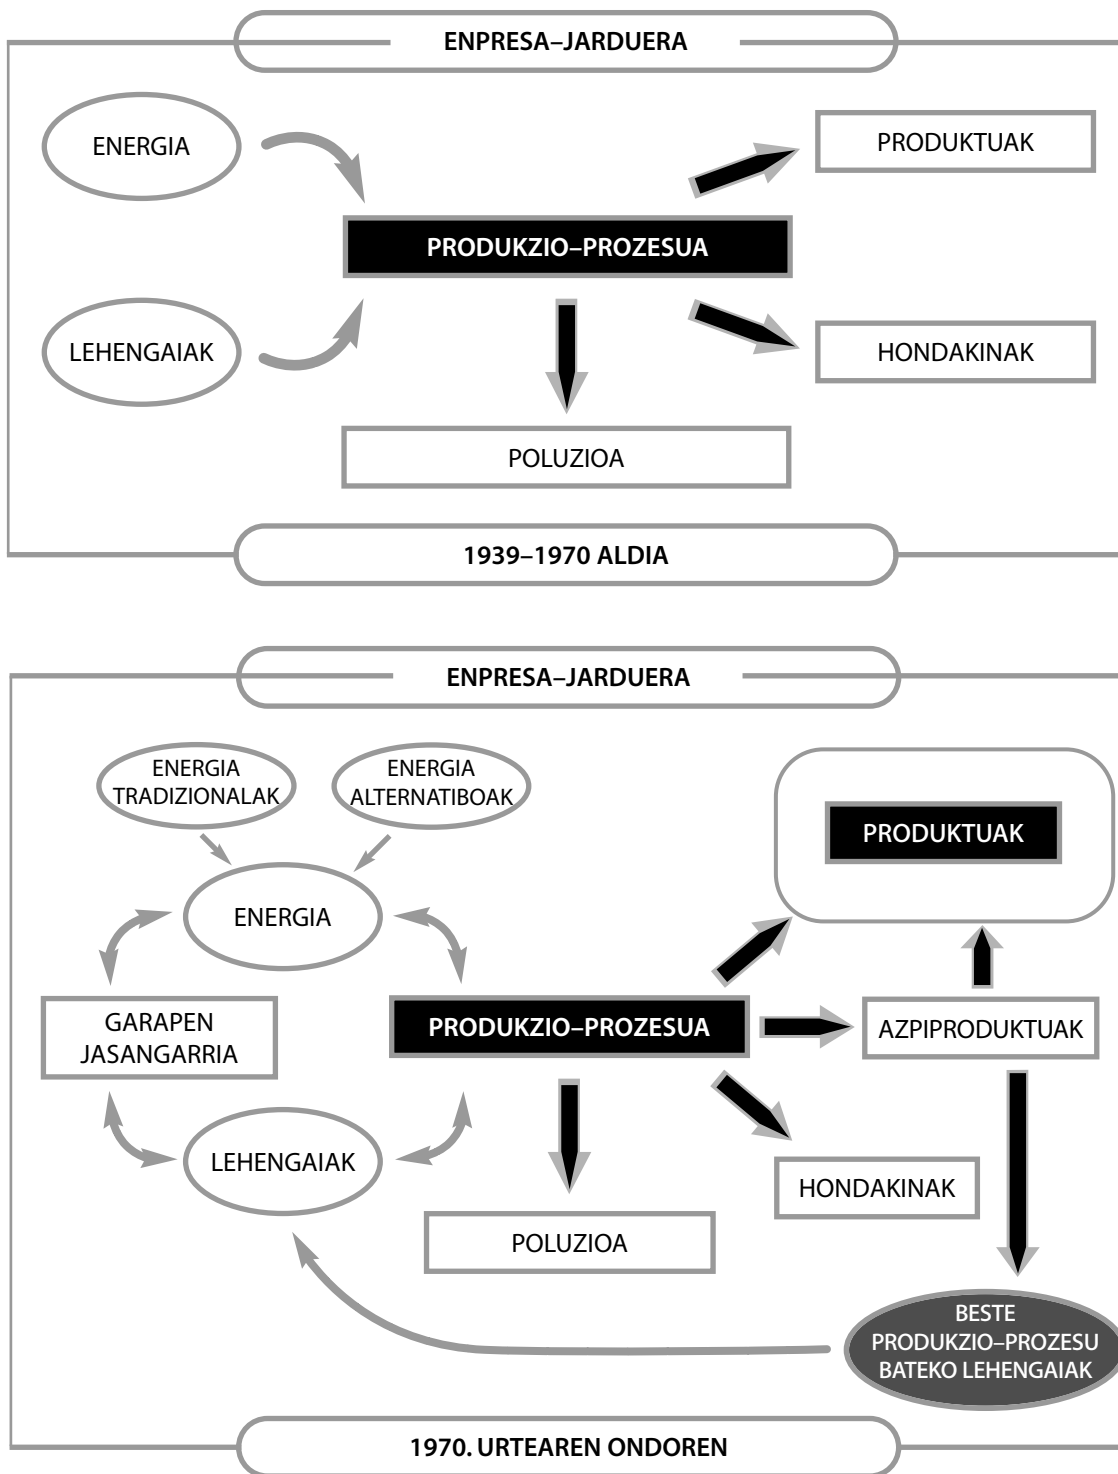 ENPRESA–JARDUERA
ENERGIA
PRODUKTUAK
PRODUKZIO–PROZESUA
LEHENGAIAK
HONDAKINAK
POLUZIOA
1939–1970 ALDIA
ENPRESA–JARDUERA
ENERGIA
TRADIZIONALAK
ENERGIA
ALTERNATIBOAK
PRODUKTUAK
ENERGIA
GARAPEN
JASANGARRIA
PRODUKZIO–PROZESUA
AZPIPRODUKTUAK
LEHENGAIAK
HONDAKINAK
POLUZIOA
BESTE
PRODUKZIO–PROZESU
BATEKO LEHENGAIAK
1970. URTEAREN ONDOREN